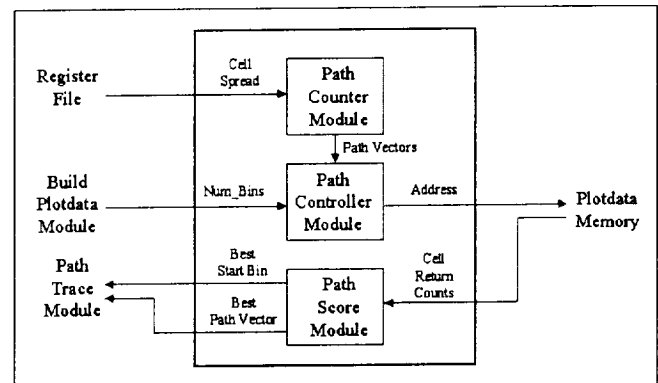 Register
File
Cell
Spread
Path
Counter
Module
Path Vectors
Build
Plotdata
Module
Num_Bins
Path
Controller
Module
Address
Plotdata
Memory
Path
Trace
Module
Best
Start Bin
Best
Path Vector
Path
Score
Module
Cell
Return
Counts